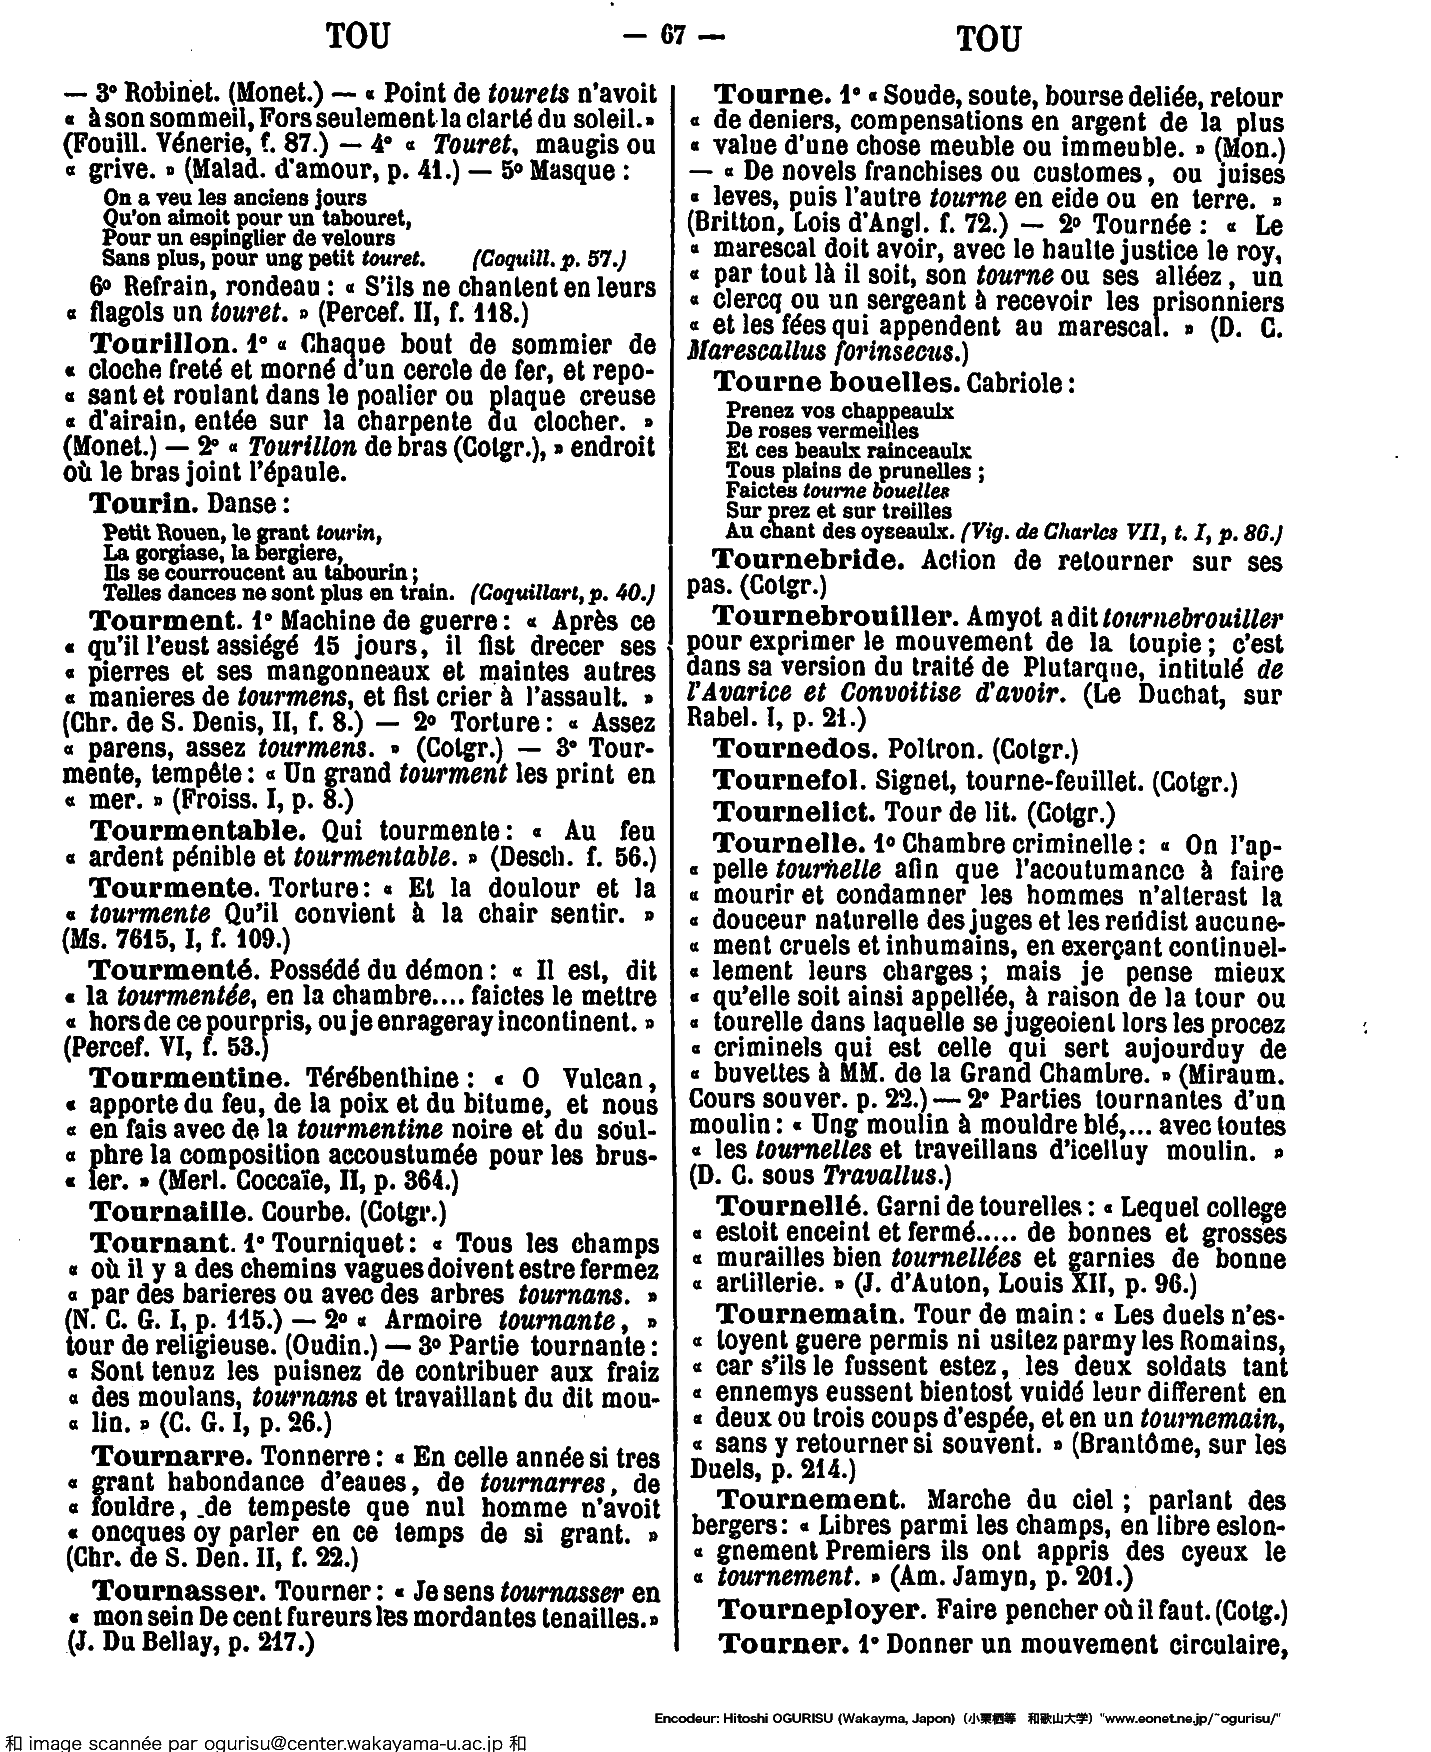 TOU — 67 — TOU
— 3º Robinet. (Monet.) — « Point de tourets n'avoit
« à son sommeil, Fors seulement la clarté du soleil. »
(Fouill. Vénerie, f. 87.) — 4º « Touret, maugis ou
« grive. » (Malad. d'amour, p. 41.) — 5º Masque :
On a veu les anciens jours
Qu'on aimoit pour un tabouret,
Pour un espinglier de velours
Sans plus, pour ung petit touret. (Coquill. p. 57.)
6º Refrain, rondeau : « S'ils ne chantent en leurs
« flagols un touret. » (Percef. II, f. 118.)
Tourillon. 1º « Chaque bout de sommier de
« cloche freté et morné d'un cercle de fer, et repo-
« sant et roulant dans le poalier ou plaque creuse
« d'airain, entée sur la charpente du clocher. »
(Monet.) — 2º « Tourillon de bras (Cotgr.), » endroit
où le bras joint l'épaule.
Tourin. Danse :
Petit Rouen, le grant tourin,
La gorgiase, la bergiere,
Ils se courroucent au tabourin ;
Telles dances ne sont plus en train. (Coquillart, p. 40.)
Tourment. 1º Machine de guerre : « Après ce
« qu'il l'eust assiégé 15 jours, il fist drecer ses
« pierres et ses mangonneaux et maintes autres
« manieres de tourmens, et fist crier à l'assault. »
(Chr. de S. Denis, II, f. 8.) — 2º Torture : « Assez
« parens, assez tourmens. » (Cotgr.) — 3º Tour-
mente, tempête : « Un grand tourment les print en
« mer. » (Froiss. I, p. 8.)
Tourmentable. Qui tourmente : « Au feu
« ardent pénible et tourmentable. » (Desch. f. 56.)
Tourmente. Torture : « Et la doulour et la
« tourmente Qu'il convient à la chair sentir. »
(Ms. 7615, I, f. 109.)
Tourmenté. Possédé du démon : « Il est, dit
« la tourmentée, en la chambre.... faictes le mettre
« hors de ce pourpris, ou je enrageray incontinent. »
(Percef. VI, f. 53.)
Tourmentine. Térébenthine : « O Vulcan,
« apporte du feu, de la poix et du bitume, et nous
« en fais avec de la tourmentine noire et du soul-
« phre la composition accoustumée pour les brus-
« ler. » (Merl. Coccaïe, II, p. 364.)
Tournaille. Courbe. (Cotgr.)
Tournant. 1º Tourniquet : « Tous les champs
« où il y a des chemins vagues doivent estre fermez
« par des barieres ou avec des arbres tournans. »
(N. C. G. I, p. 115.) — 2º « Armoire tournante, »
tour de religieuse. (Oudin.) — 3º Partie tournante :
« Sont tenuz les puisnez de contribuer aux fraiz
« des moulans, tournans et travaillant du dit mou-
« lin. » (C. G. I, p. 26.)
Tournarre. Tonnerre : « En celle année si tres
« grant habondance d'eaues, de tournarres, de
« fouldre, de tempeste que nul homme n'avoit
« oncques oy parler en ce temps de si grant. »
(Chr. de S. Den. II, f. 22.)
Tournasser. Tourner : « Je sens tournasser en
« mon sein De cent fureurs les mordantes tenailles. »
(J. Du Bellay, p. 217.)
Tourne. 1º « Soude, soute, bourse deliée, retour
« de deniers, compensations en argent de la plus
« value d'une chose meuble ou immeuble. » (Mon.)
— « De novels franchises ou customes, ou juises
« leves, puis l'autre tourne en eide ou en terre. »
(Britton, Lois d'Angl. f. 72.) — 2º Tournée : « Le
« marescal doit avoir, avec le haulte justice le roy,
« par tout là il soit, son tourne ou ses alléez, un
« clercq ou un sergeant à recevoir les prisonniers
« et les fées qui appendent au marescal. » (D. C.
Marescallus forinsecus.)
Tourne bouelles. Cabriole :
Prenez vos chappeaulx
De roses vermeilles
Et ces beaulx rainceaulx
Tous plains de prunelles ;
Faictes tourne bouelles
Sur prez et sur treilles
Au chant des oyseaulx. (Vig. de Charles VII, t. I, p. 86.)
Tournebride. Action de retourner sur ses
pas. (Cotgr.)
Tournebrouiller. Amyot a dit tournebrouiller
pour exprimer le mouvement de la toupie ; c'est
dans sa version du traité de Plutarque, intitulé de
l'Avarice et Convoitise d'avoir. (Le Duchat, sur
Rabel. I, p. 21.)
Tournedos. Poltron. (Cotgr.)
Tournefol. Signet, tourne-feuillet. (Cotgr.)
Tournelict. Tour de lit. (Cotgr.)
Tournelle. 1º Chambre criminelle : « On l'ap-
« pelle tournelle afin que l'acoutumance à faire
« mourir et condamner les hommes n'alterast la
« douceur naturelle des juges et les rendist aucune-
« ment cruels et inhumains, en exerçant continuel-
« lement leurs charges ; mais je pense mieux
« qu'elle soit ainsi appellée, à raison de la tour ou
« tourelle dans laquelle se jugeoient lors les procez
« criminels qui est celle qui sert aujourduy de
« buvettes à MM. de la Grand Chambre. » (Miraum.
Cours souver. p. 22.) — 2º Parties tournantes d'un
moulin : « Ung moulin à mouldre blé,... avec toutes
« les tournelles et traveillans d'icelluy moulin. »
(D. C. sous Travallus.)
Tournellé. Garni de tourelles : « Lequel college
« estoit enceint et fermé..... de bonnes et grosses
« murailles bien tournellées et garnies de bonne
« artillerie. » (J. d'Auton, Louis XII, p. 96.)
Tournemain. Tour de main : « Les duels n'es-
« toyent guere permis ni usitez parmy les Romains,
« car s'ils le fussent estez, les deux soldats tant
« ennemys eussent bientost vuidé leur different en
« deux ou trois coups d'espée, et en un tournemain,
« sans y retourner si souvent. » (Brantôme, sur les
Duels, p. 214.)
Tournement. Marche du ciel ; parlant des
bergers : « Libres parmi les champs, en libre eslon-
« gnement Premiers ils ont appris des cyeux le
« tournement. » (Am. Jamyn, p. 201.)
Tourneployer. Faire pencher où il faut. (Cotg.)
Tourner. 1º Donner un mouvement circulaire,
Encodeur: Hitoshi OGURISU (Wakayma, Japon) (小栗栖等 和歌山大学) "www.eonet.ne.jp/~ogurisu/"
和 image scannée par ogurisu@center.wakayama-u.ac.jp 和